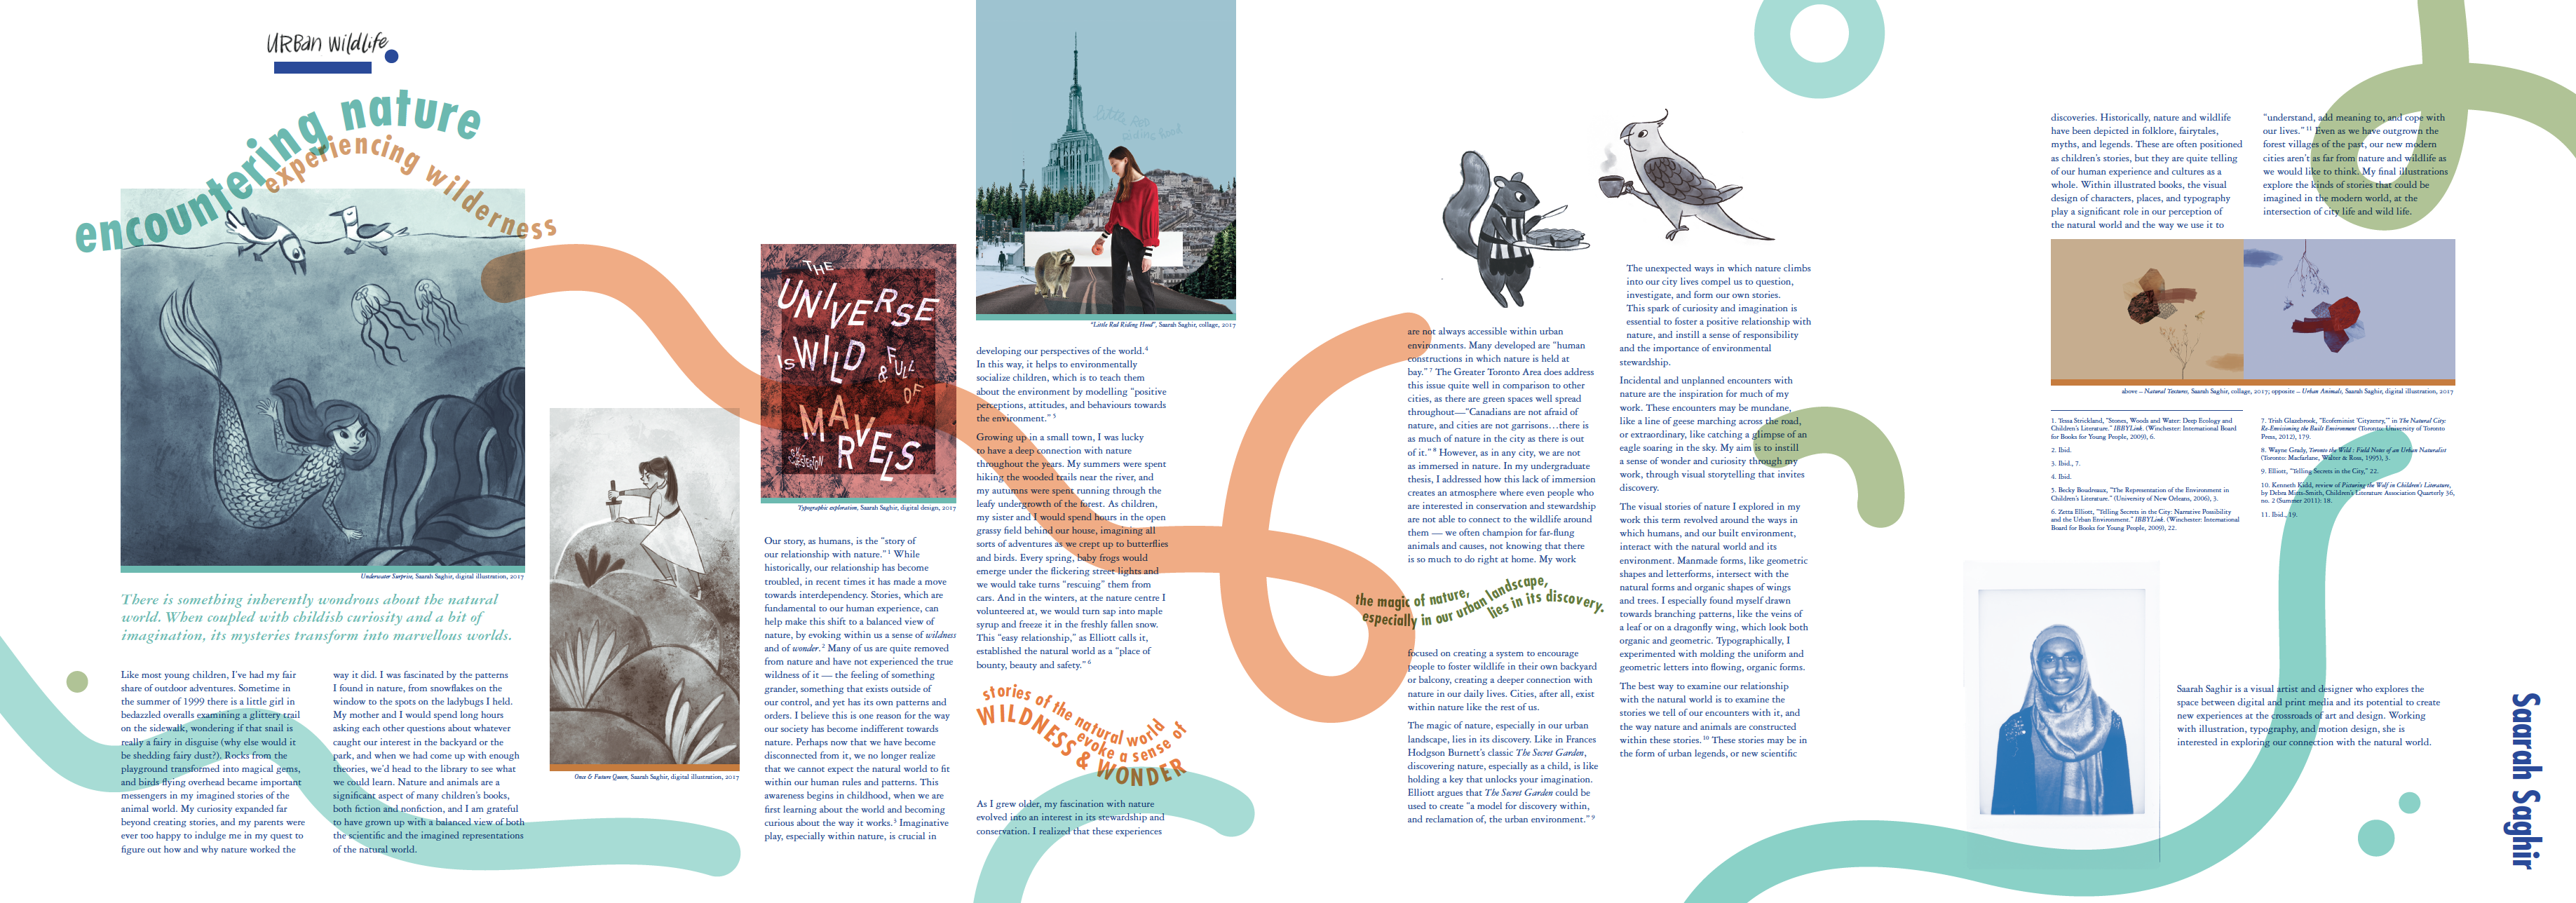 URBan wildlife
encountering nature
experiencing wilderness
Underwater Surprise, Saarah Saghir, digital illustration, 2017
There is something inherently wondrous about the natural
world. When coupled with childish curiosity and a bit of
imagination, its mysteries transform into marvellous worlds.
Like most young children, I've had my fair
share of outdoor adventures. Sometime in
the summer of 1999 there is a little girl in
bedazzled overalls examining a glittery trail
on the sidewalk, wondering if that snail is
really a fairy in disguise (why else would it
be shedding fairy dust?). Rocks from the
playground transformed into magical gems,
and birds flying overhead became important
messengers in my imagined stories of the
animal world. My curiosity expanded far
beyond creating stories, and my parents were
ever too happy to indulge me in my quest to
figure out how and why nature worked the
way it did. I was fascinated by the patterns
I found in nature, from snowflakes on the
window to the spots on the ladybugs I held.
My mother and I would spend long hours
asking each other questions about whatever
caught our interest in the backyard or the
park, and when we had come up with enough
theories, we'd head to the library to see what
we could learn. Nature and animals are a
significant aspect of many children's books,
both fiction and nonfiction, and I am grateful
to have grown up with a balanced view of both
the scientific and the imagined representations
of the natural world.
Once & Future Queen, Saarah Saghir, digital illustration, 2017
THE
UNIVERSE
IS WILD
& FULL
OF
MARVELS
Typographic exploration, Saarah Saghir, digital design, 2017
Our story, as humans, is the "story of
our relationship with nature." 1 While
historically, our relationship has become
troubled, in recent times it has made a move
towards interdependency. Stories, which are
fundamental to our human experience, can
help make this shift to a balanced view of
nature, by evoking within us a sense of wildness
and of wonder. 2 Many of us are quite removed
from nature and have not experienced the true
wildness of it — the feeling of something
grander, something that exists outside of
our control, and yet has its own patterns and
orders. I believe this is one reason for the way
our society has become indifferent towards
nature. Perhaps now that we have become
disconnected from it, we no longer realize
that we cannot expect the natural world to fit
within our human rules and patterns. This
awareness begins in childhood, when we are
first learning about the world and becoming
curious about the way it works. 3 Imaginative
play, especially within nature, is crucial in
little Red
Riding Hood
"Little Red Riding Hood", Saarah Saghir, collage, 2017
developing our perspectives of the world. 4
In this way, it helps to environmentally
socialize children, which is to teach them
about the environment by modelling "positive
perceptions, attitudes, and behaviours towards
the environment." 5
Growing up in a small town, I was lucky
to have a deep connection with nature
throughout the years. My summers were spent
hiking the wooded trails near the river, and
my autumns were spent running through the
leafy undergrowth of the forest. As children,
my sister and I would spend hours in the open
grassy field behind our house, imagining all
sorts of adventures as we crept up to butterflies
and birds. Every spring, baby frogs would
emerge under the flickering street lights and
we would take turns "rescuing" them from
cars. And in the winters, at the nature centre I
volunteered at, we would turn sap into maple
syrup and freeze it in the freshly fallen snow.
This "easy relationship," as Elliott calls it,
established the natural world as a "place of
bounty, beauty and safety." 6
stories of the natural world
evoke a sense of
WILDNESS & WONDER
As I grew older, my fascination with nature
evolved into an interest in its stewardship and
conservation. I realized that these experiences
are not always accessible within urban
environments. Many developed are "human
constructions in which nature is held at
bay." 7 The Greater Toronto Area does address
this issue quite well in comparison to other
cities, as there are green spaces well spread
throughout—"Canadians are not afraid of
nature, and cities are not garrisons…there is
as much of nature in the city as there is out
of it." 8 However, as in any city, we are not
as immersed in nature. In my undergraduate
thesis, I addressed how this lack of immersion
creates an atmosphere where even people who
are interested in conservation and stewardship
are not able to connect to the wildlife around
them — we often champion for far-flung
animals and causes, not knowing that there
is so much to do right at home. My work
the magic of nature,
especially in our urban landscape,
lies in its discovery.
focused on creating a system to encourage
people to foster wildlife in their own backyard
or balcony, creating a deeper connection with
nature in our daily lives. Cities, after all, exist
within nature like the rest of us.
The magic of nature, especially in our urban
landscape, lies in its discovery. Like in Frances
Hodgson Burnett's classic The Secret Garden,
discovering nature, especially as a child, is like
holding a key that unlocks your imagination.
Elliott argues that The Secret Garden could be
used to create "a model for discovery within,
and reclamation of, the urban environment." 9
The unexpected ways in which nature climbs
into our city lives compel us to question,
investigate, and form our own stories.
This spark of curiosity and imagination is
essential to foster a positive relationship with
nature, and instill a sense of responsibility
and the importance of environmental
stewardship.
Incidental and unplanned encounters with
nature are the inspiration for much of my
work. These encounters may be mundane,
like a line of geese marching across the road,
or extraordinary, like catching a glimpse of an
eagle soaring in the sky. My aim is to instill
a sense of wonder and curiosity through my
work, through visual storytelling that invites
discovery.
The visual stories of nature I explored in my
work this term revolved around the ways in
which humans, and our built environment,
interact with the natural world and its
environment. Manmade forms, like geometric
shapes and letterforms, intersect with the
natural forms and organic shapes of wings
and trees. I especially found myself drawn
towards branching patterns, like the veins of
a leaf or on a dragonfly wing, which look both
organic and geometric. Typographically, I
experimented with molding the uniform and
geometric letters into flowing, organic forms.
The best way to examine our relationship
with the natural world is to examine the
stories we tell of our encounters with it, and
the way nature and animals are constructed
within these stories. 10 These stories may be in
the form of urban legends, or new scientific
discoveries. Historically, nature and wildlife
have been depicted in folklore, fairytales,
myths, and legends. These are often positioned
as children's stories, but they are quite telling
of our human experience and cultures as a
whole. Within illustrated books, the visual
design of characters, places, and typography
play a significant role in our perception of
the natural world and the way we use it to
"understand, add meaning to, and cope with
our lives." 11 Even as we have outgrown the
forest villages of the past, our new modern
cities aren't as far from nature and wildlife as
we would like to think. My final illustrations
explore the kinds of stories that could be
imagined in the modern world, at the
intersection of city life and wild life.
above – Natural Textures, Saarah Saghir, collage, 2017; opposite – Urban Animals, Saarah Saghir, digital illustration, 2017
1. Tessa Strickland, "Stones, Woods and Water: Deep Ecology and
Children's Literature." IBBYLink. (Winchester: International Board
for Books for Young People, 2009), 6.
2. Ibid.
3. Ibid., 7.
4. Ibid.
5. Becky Boudreaux, "The Representation of the Environment in
Children's Literature." (University of New Orleans, 2006), 3.
6. Zetta Elliott, "Telling Secrets in the City: Narrative Possibility
and the Urban Environment." IBBYLink. (Winchester: International
Board for Books for Young People, 2009), 22.
7. Trish Glazebrook, "Ecofeminist 'Cityzenry,'" in The Natural City:
Re-Envisioning the Built Environment (Toronto: University of Toronto
Press, 2012), 179.
8. Wayne Grady, Toronto the Wild : Field Notes of an Urban Naturalist
(Toronto: Macfarlane, Walter & Ross, 1995), 3.
9. Elliott, "Telling Secrets in the City," 22.
10. Kenneth Kidd, review of Picturing the Wolf in Children's Literature,
by Debra Mitts-Smith, Children's Literature Association Quarterly 36,
no. 2 (Summer 2011): 18.
11. Ibid., 19.
Saarah Saghir is a visual artist and designer who explores the
space between digital and print media and its potential to create
new experiences at the crossroads of art and design. Working
with illustration, typography, and motion design, she is
interested in exploring our connection with the natural world.
Saarah Saghir